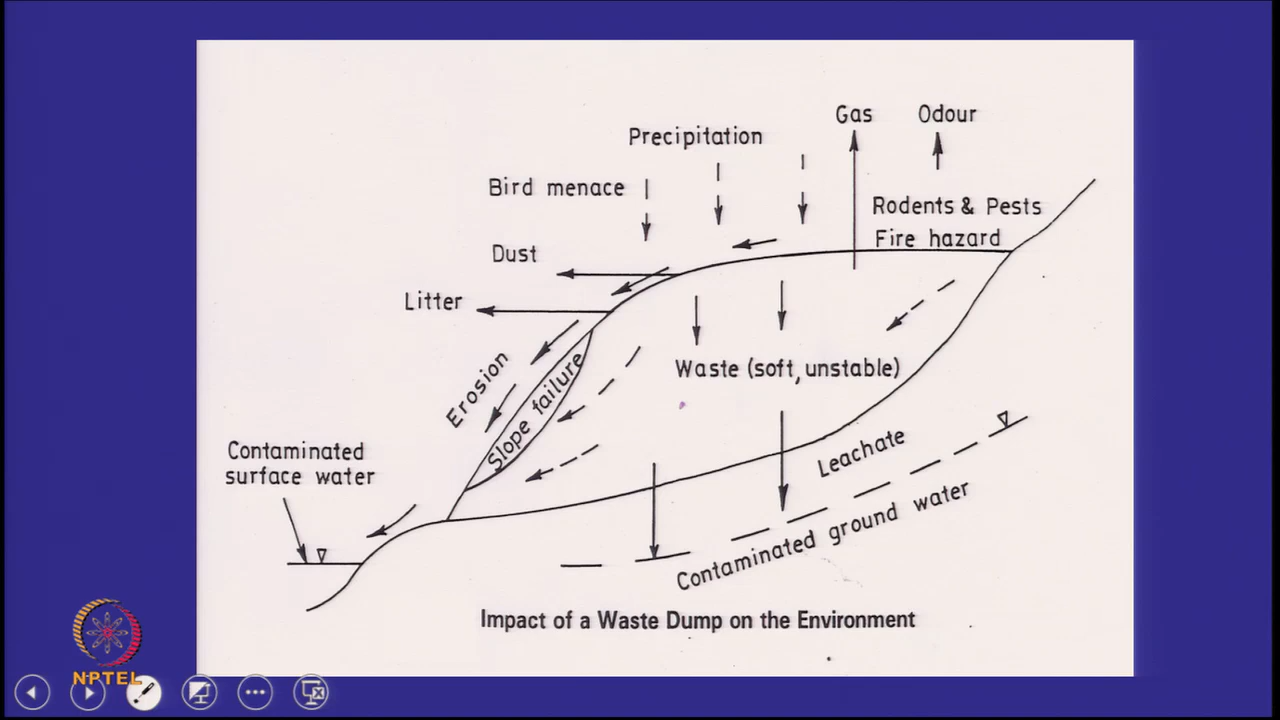 Gas
Odour
Precipitation
Bird menace
Rodents & Pests
Fire hazard
Dust
Litter
Erosion
Slope failure
Waste (soft, unstable)
Contaminated
surface water
Leachate
Contaminated ground water
Impact of a Waste Dump on the Environment
NPTEL